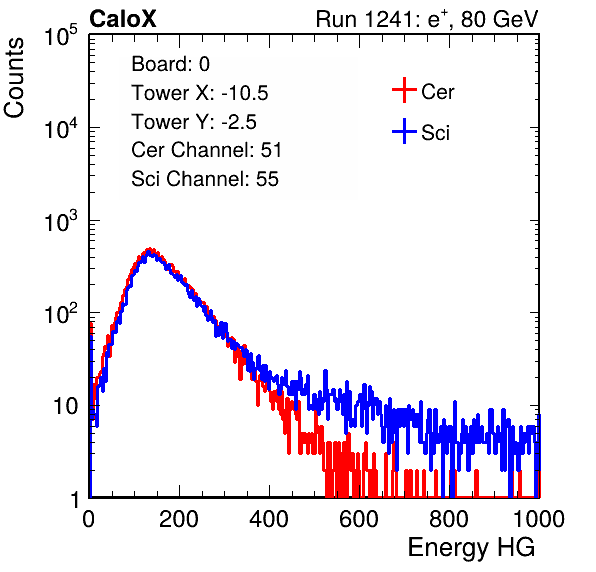 CaloX Run 1241: e+, 80 GeV
Counts
10^5
10^4
10^3
10^2
10
1
Board: 0
Tower X: -10.5
Tower Y: -2.5
Cer Channel: 51
Sci Channel: 55
Cer
Sci
0 200 400 600 800 1000
Energy HG